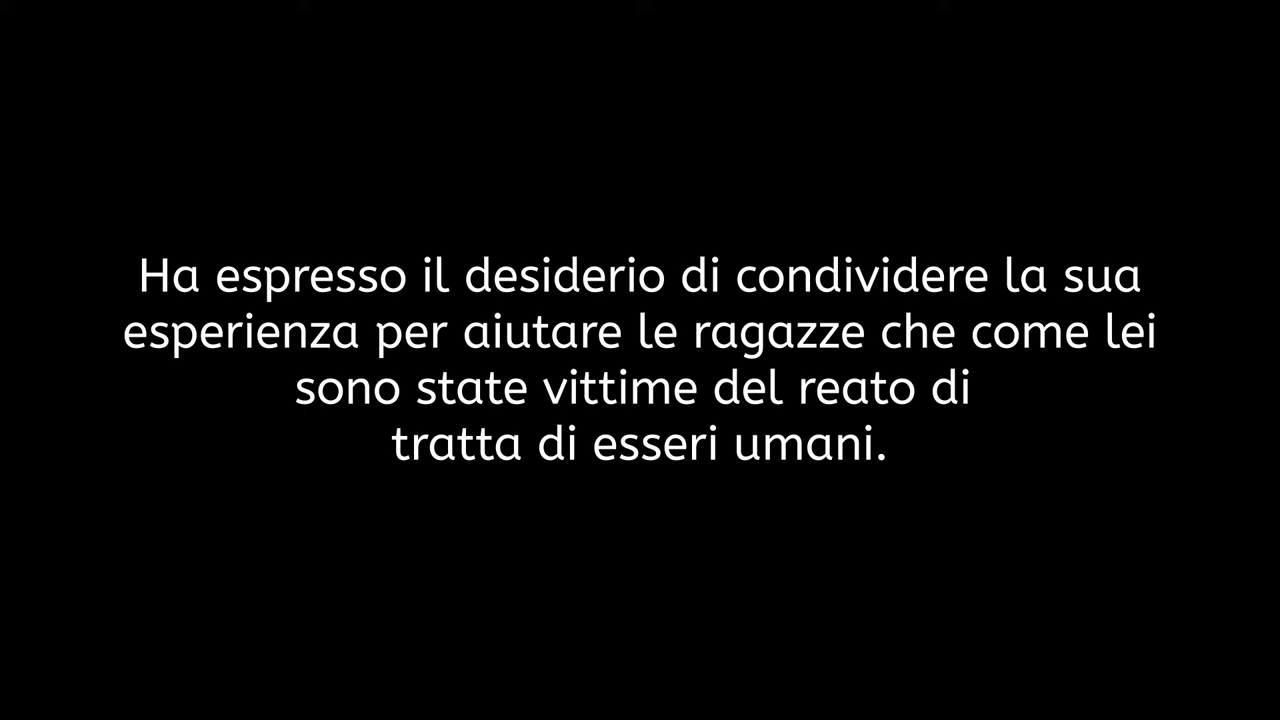 Ha espresso il desiderio di condividere la sua
esperienza per aiutare le ragazze che come lei
sono state vittime del reato di
tratta di esseri umani.